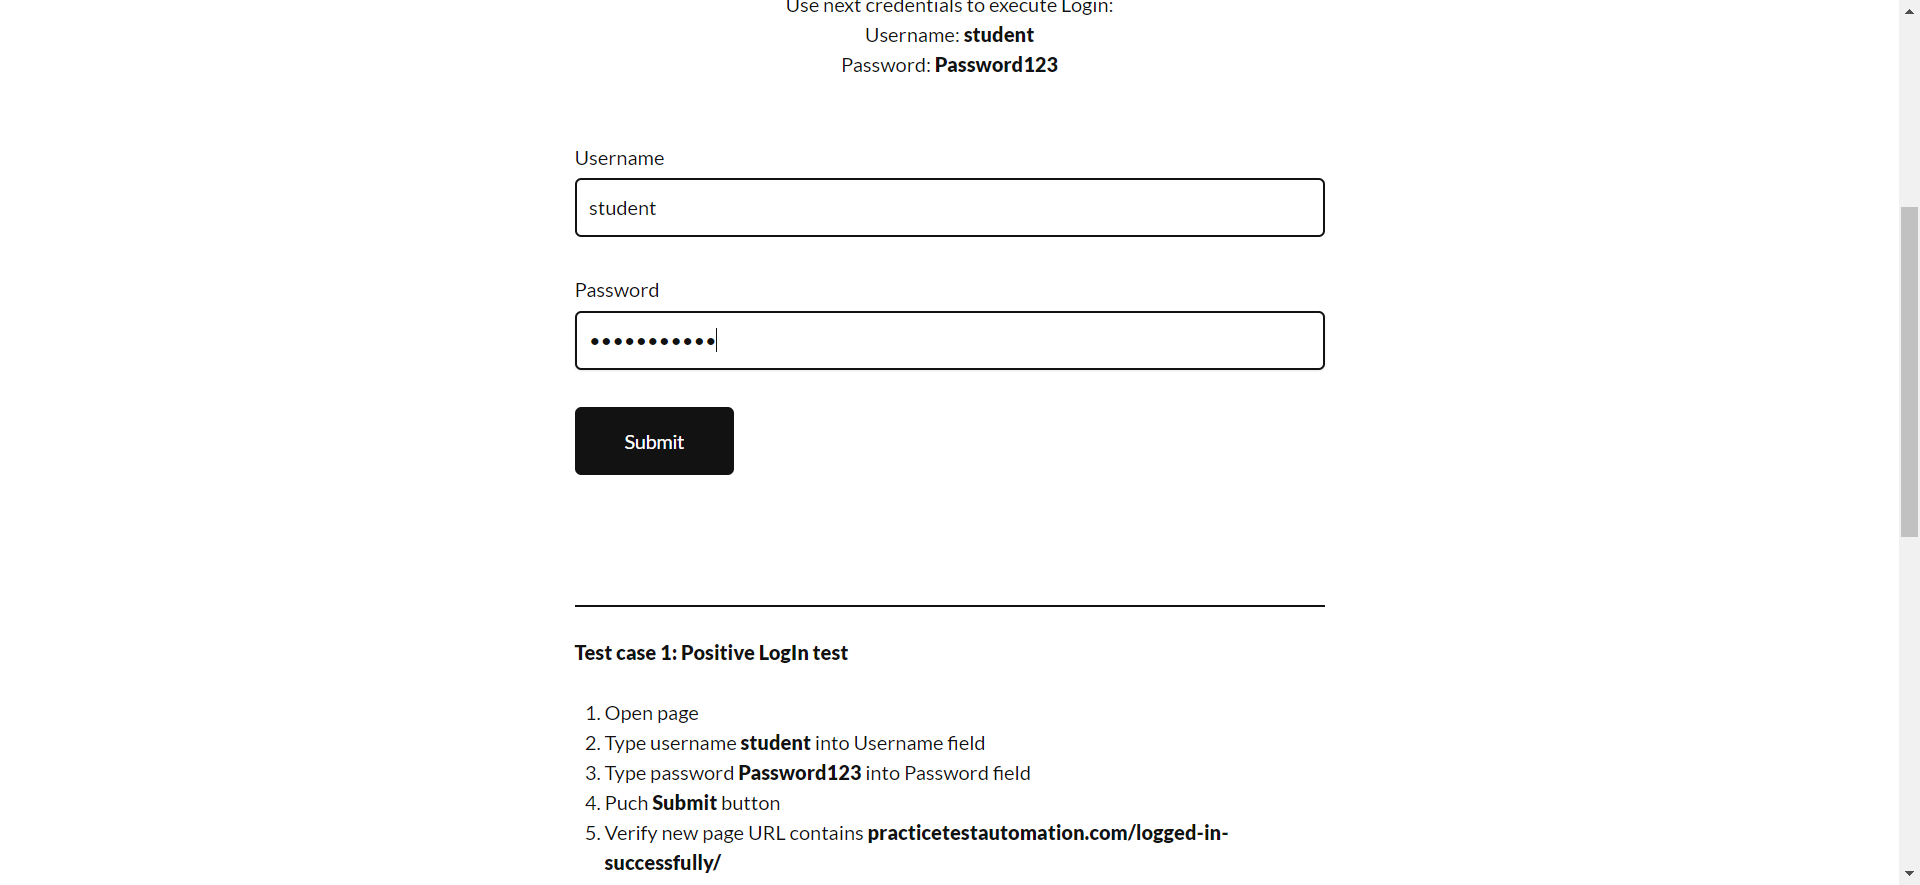 Use next credentials to execute Login:
Username: student
Password: Password123
Username
student
Password
•••••••••••
Submit
Test case 1: Positive LogIn test
1. Open page
2. Type username student into Username field
3. Type password Password123 into Password field
4. Puch Submit button
5. Verify new page URL contains practicetestautomation.com/logged-in-
successfully/